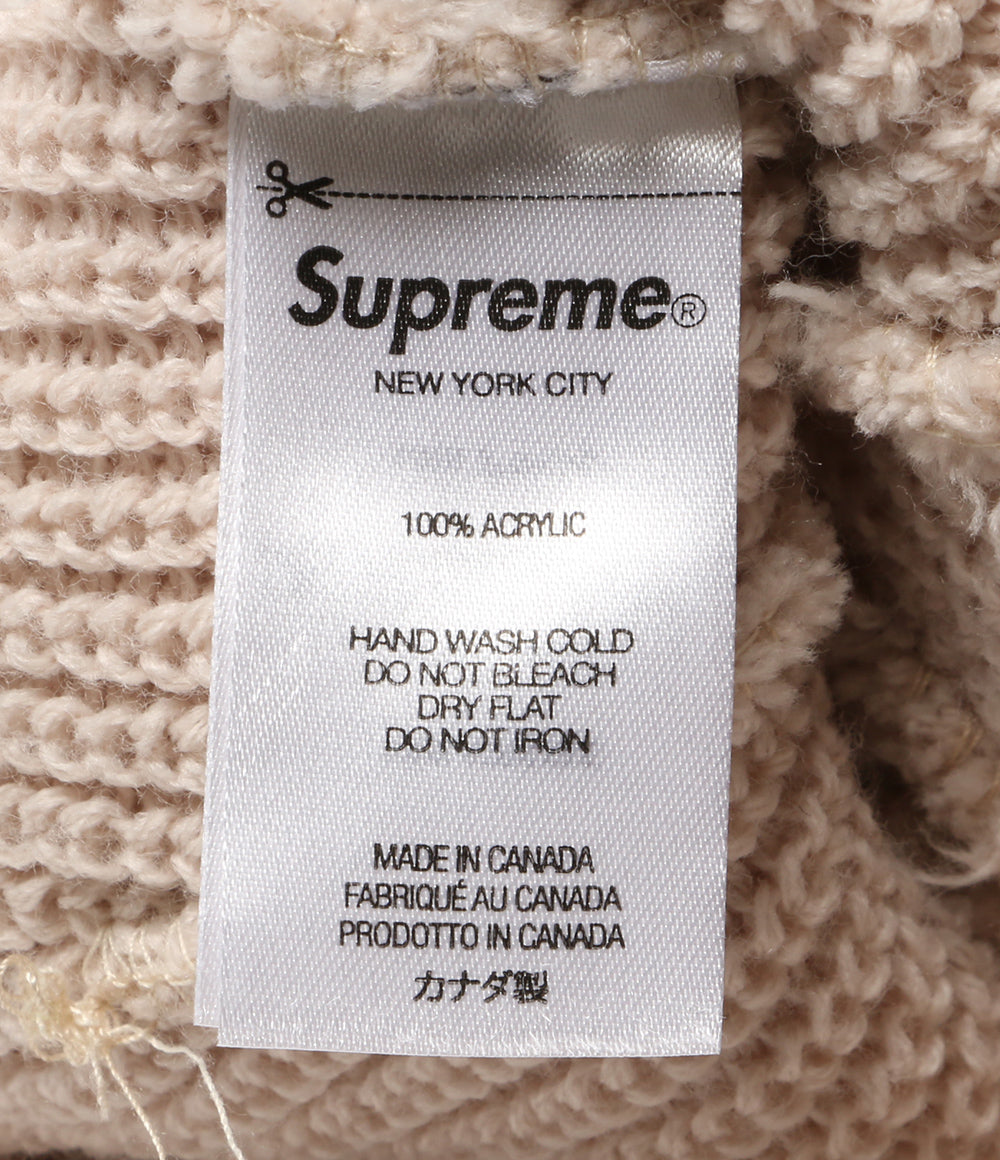 Supreme®
NEW YORK CITY
100% ACRYLIC
HAND WASH COLD
DO NOT BLEACH
DRY FLAT
DO NOT IRON
MADE IN CANADA
FABRIQUÉ AU CANADA
PRODOTTO IN CANADA
カナダ製